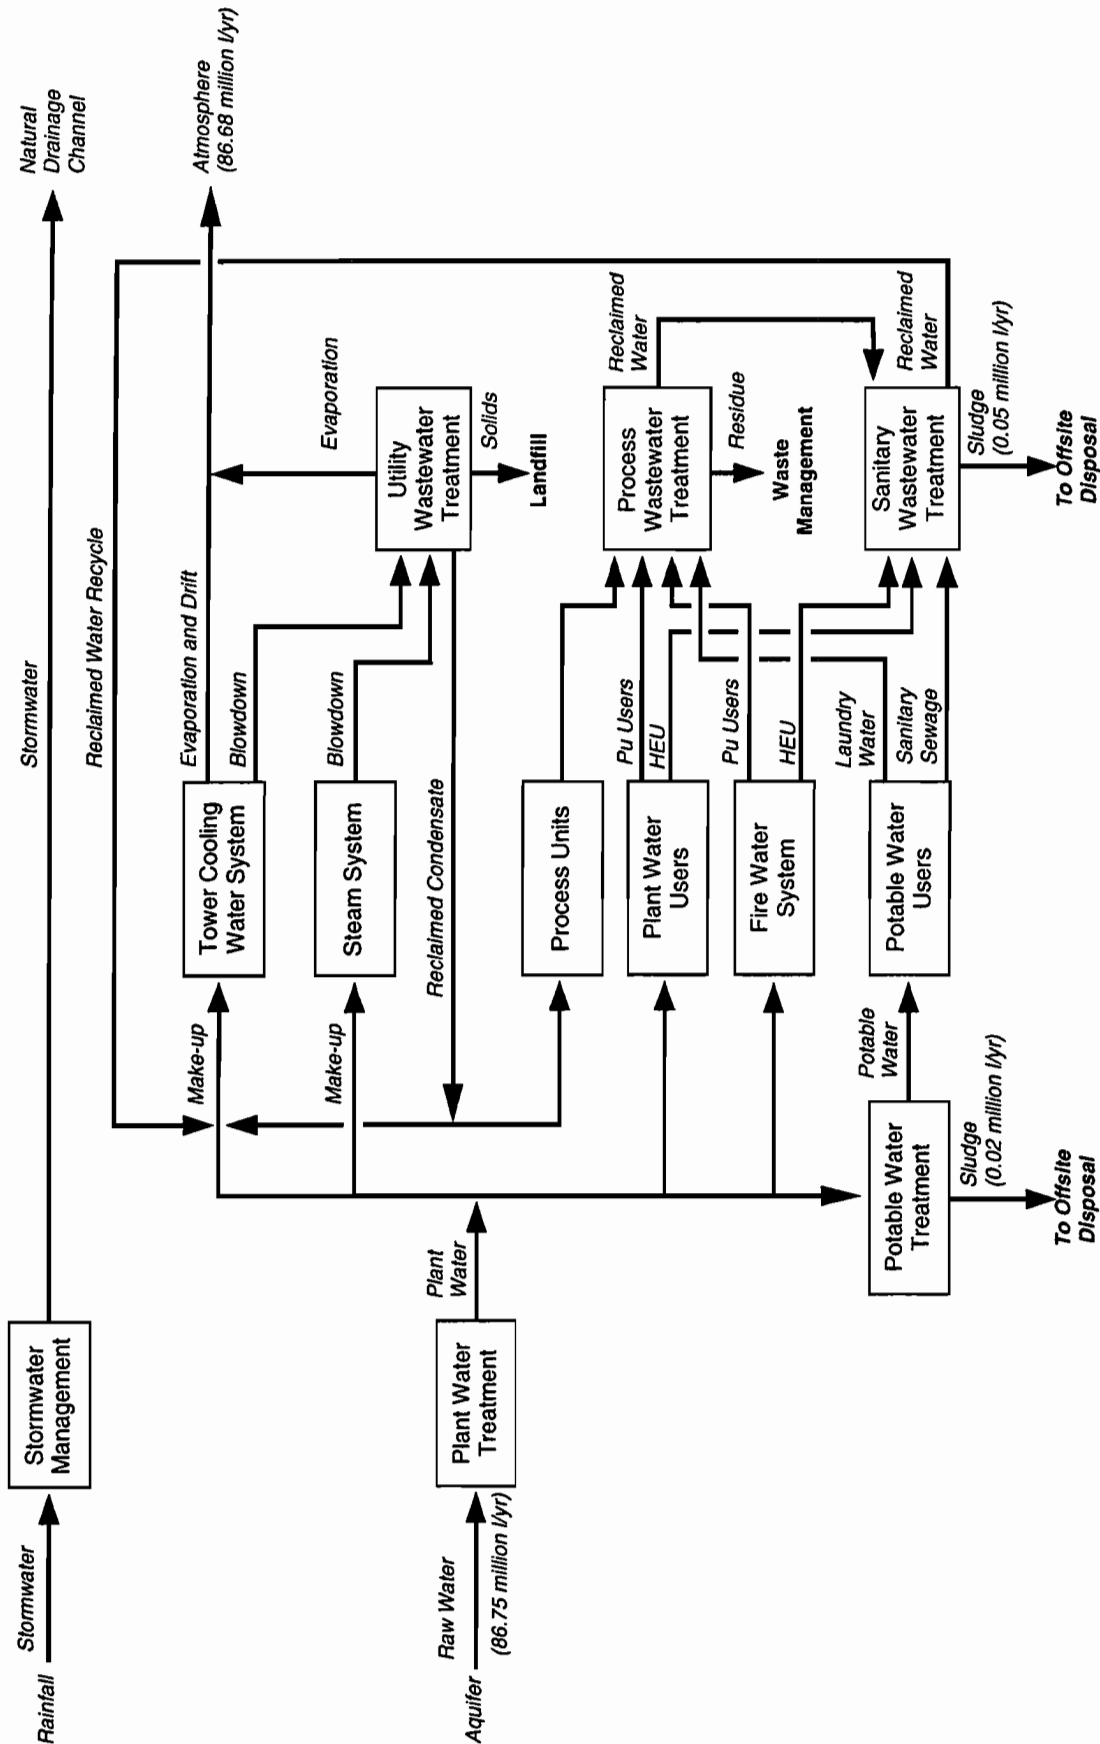 Rainfall
Stormwater
Stormwater
Management
Stormwater
Natural
Drainage
Channel
Reclaimed Water Recycle
Atmosphere
(86.68 million l/yr)
Evaporation and Drift
Make-up
Tower Cooling
Water System
Blowdown
Evaporation
Make-up
Steam System
Blowdown
Utility
Wastewater
Treatment
Solids
Landfill
Reclaimed Condensate
Aquifer
Raw Water
(86.75 million l/yr)
Plant Water
Treatment
Plant
Water
Process Units
Plant Water
Users
Pu Users
HEU
Process
Wastewater
Treatment
Reclaimed
Water
Residue
Waste
Management
Fire Water
System
Pu Users
HEU
Potable Water
Treatment
Potable
Water
Potable Water
Users
Laundry
Water
Sanitary
Sewage
Sanitary
Wastewater
Treatment
Reclaimed
Water
Sludge
(0.02 million l/yr)
To Offsite
Disposal
Sludge
(0.05 million l/yr)
To Offsite
Disposal